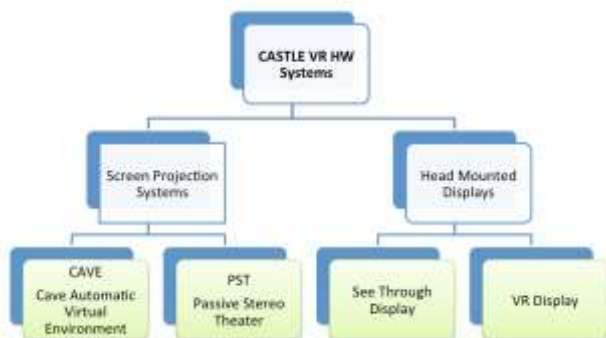 CASTLE VR HW
Systems
Screen Projection
Systems
Head Mounted
Displays
CAVE
Cave Automatic
Virtual
Environment
PST
Passive Stereo
Theater
See Through
Display
VR Display